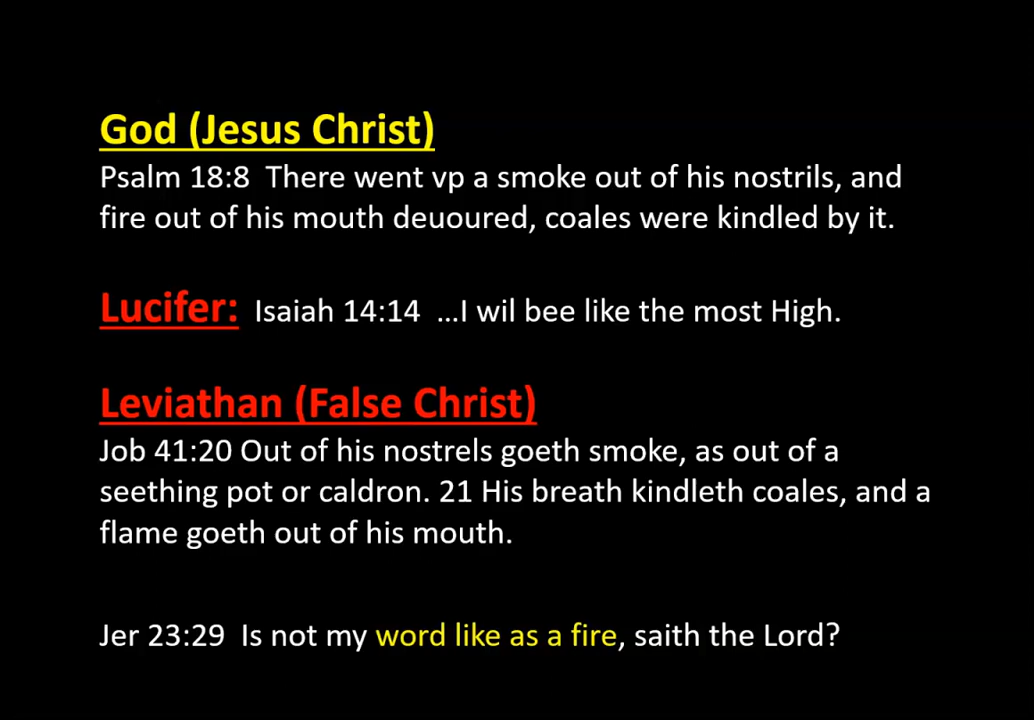 God (Jesus Christ)
Psalm 18:8 There went vp a smoke out of his nostrils, and
fire out of his mouth deuoured, coales were kindled by it.
Lucifer: Isaiah 14:14 …I wil bee like the most High.
Leviathan (False Christ)
Job 41:20 Out of his nostrels goeth smoke, as out of a
seething pot or caldron. 21 His breath kindleth coales, and a
flame goeth out of his mouth.
Jer 23:29 Is not my word like as a fire, saith the Lord?